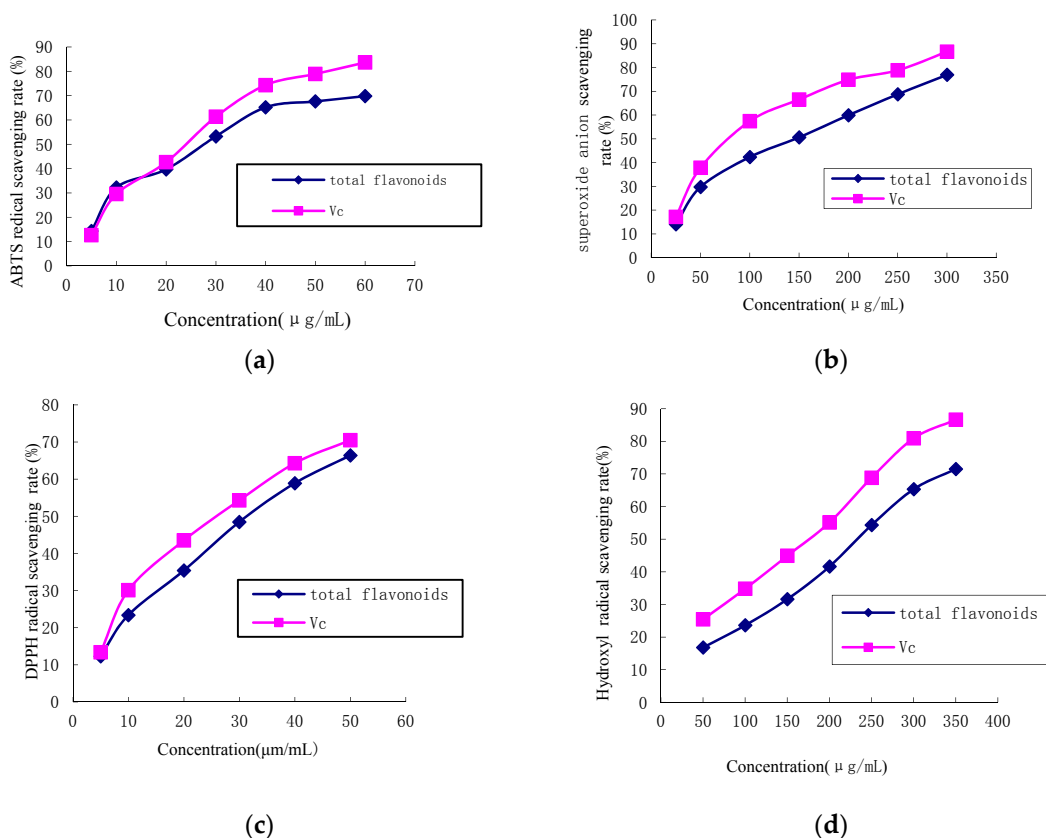 ABTS redical scavenging rate (%)
90
80
70
60
50
40
30
20
10
0
0 10 20 30 40 50 60 70
total flavonoids
Vc
Concentration( μg/mL)
(a)
superoxide anion scavenging
rate (%)
100
90
80
70
60
50
40
30
20
10
0
0 50 100 150 200 250 300 350
total flavonoids
Vc
Concentration( μg/mL)
(b)
DPPH radical scavenging rate (%)
80
70
60
50
40
30
20
10
0
0 10 20 30 40 50 60
total flavonoids
Vc
Concentration(μm/mL)
(c)
Hydroxyl radical scavenging rate(%)
90
80
70
60
50
40
30
20
10
0
0 50 100 150 200 250 300 350 400
total flavonoids
Vc
Concentration( μg/mL)
(d)